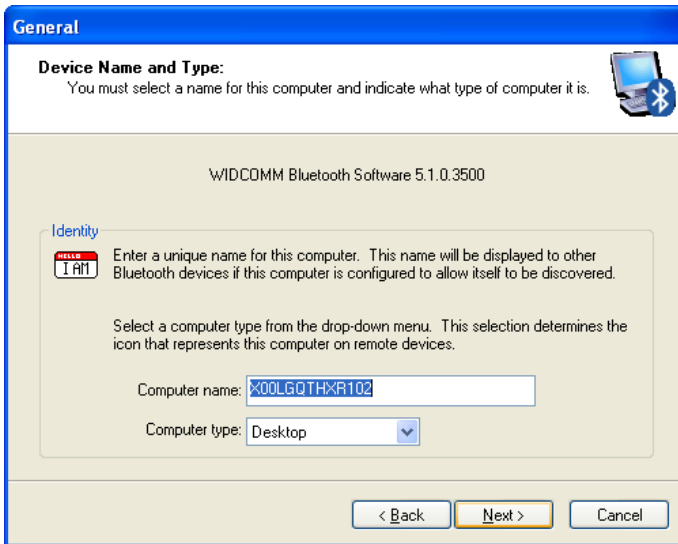 General
Device Name and Type:
You must select a name for this computer and indicate what type of computer it is.
WIDCOMM Bluetooth Software 5.1.0.3500
Identity
HELLO
I AM
Enter a unique name for this computer. This name will be displayed to other
Bluetooth devices if this computer is configured to allow itself to be discovered.
Select a computer type from the drop-down menu. This selection determines the
icon that represents this computer on remote devices.
Computer name: X00LGQTHXR102
Computer type: Desktop
< Back Next > Cancel